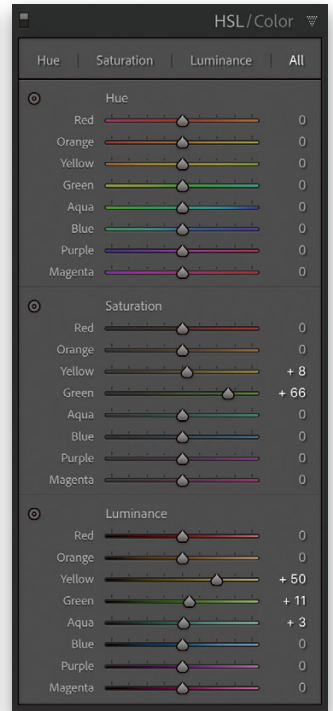 HSL / Color
Hue | Saturation | Luminance | All
Hue
Red 0
Orange 0
Yellow 0
Green 0
Aqua 0
Blue 0
Purple 0
Magenta 0
Saturation
Red 0
Orange 0
Yellow + 8
Green + 66
Aqua 0
Blue 0
Purple 0
Magenta 0
Luminance
Red 0
Orange 0
Yellow + 50
Green + 11
Aqua + 3
Blue 0
Purple 0
Magenta 0